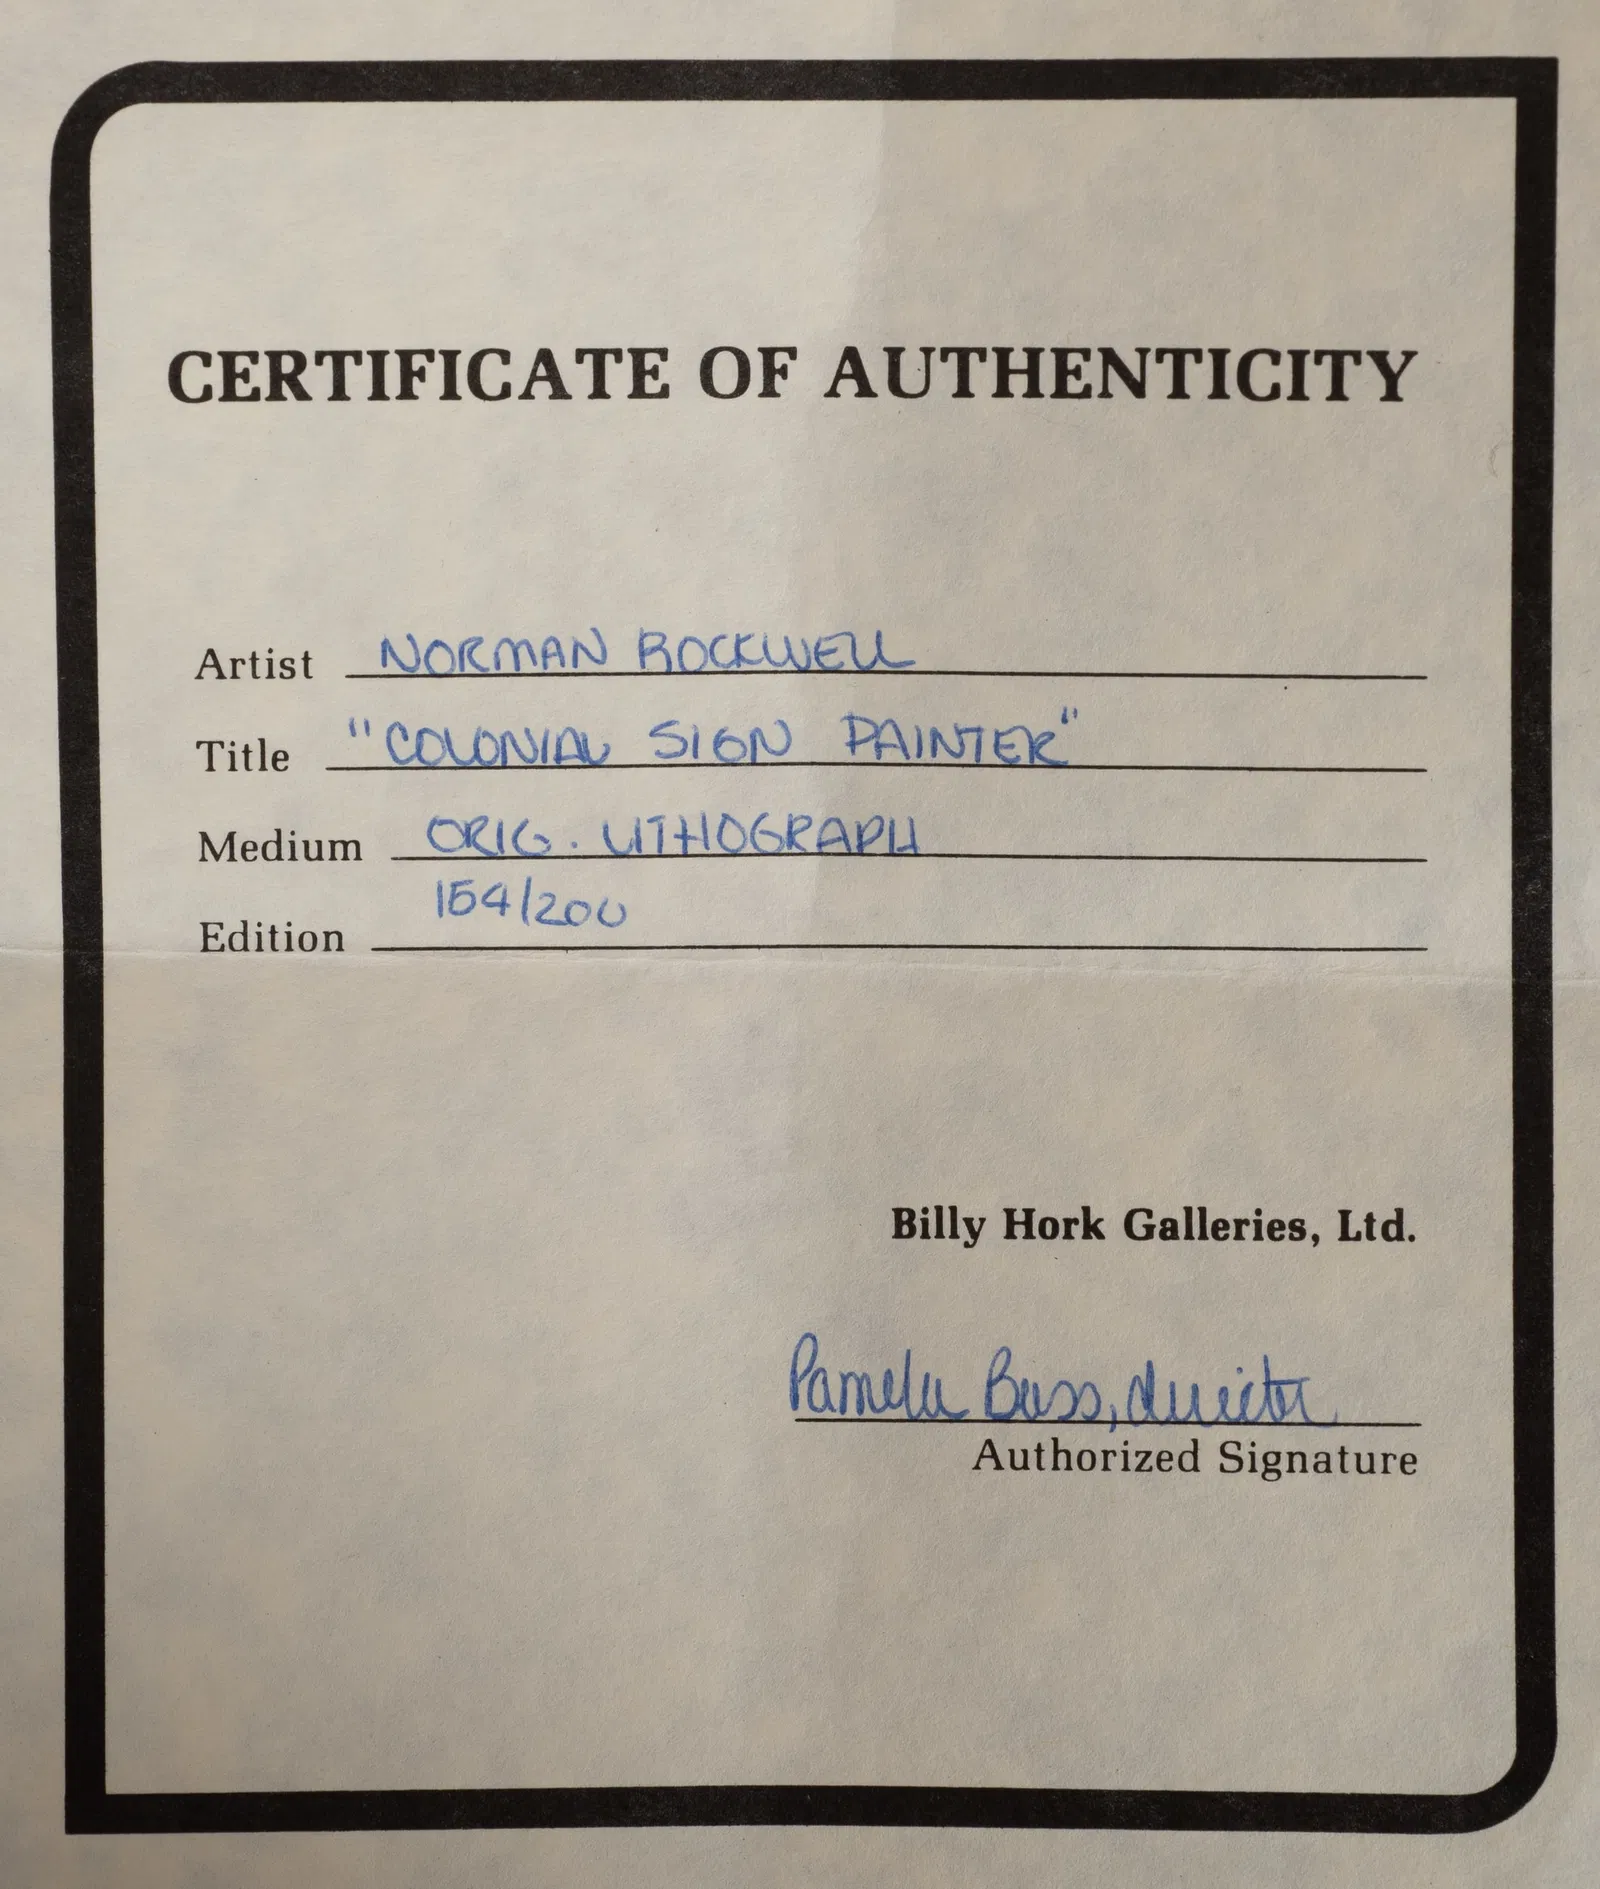 CERTIFICATE OF AUTHENTICITY
Artist NORMAN ROCKWELL
Title "COLONIAL SIGN PAINTER"
Medium ORIG. LITHOGRAPH
Edition 154/200
Billy Hork Galleries, Ltd.
Pamela Bass, director
Authorized Signature